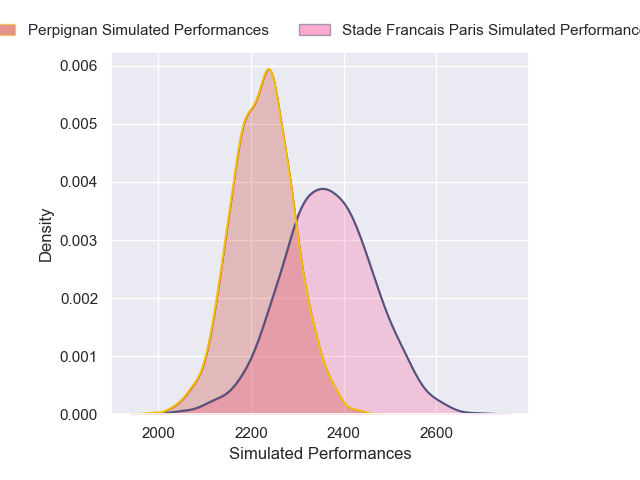 Perpignan Simulated Performances
Stade Francais Paris Simulated
0.006
0.005
0.004
0.003
0.002
0.001
0.000
Density
2000
2200
2400
2600
Simulated Performances